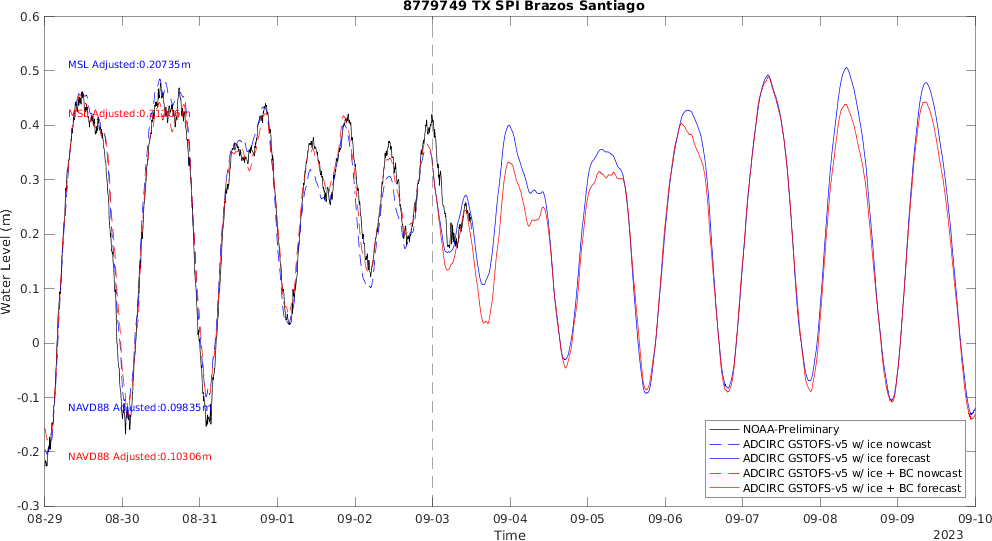 8779749 TX SPI Brazos Santiago
0.6
0.5
0.4
0.3
0.2
0.1
0
-0.1
-0.2
-0.3
Water Level (m)
MSL Adjusted:0.20735m
MSL Adjusted:
NAVD88 Adjusted:0.09835m
NAVD88 Adjusted:0.10306m
NOAA-Preliminary
ADCIRC GSTOFS-v5 w/ ice nowcast
ADCIRC GSTOFS-v5 w/ ice forecast
ADCIRC GSTOFS-v5 w/ ice + BC nowcast
ADCIRC GSTOFS-v5 w/ ice + BC forecast
08-29 08-30 08-31 09-01 09-02 09-03 09-04 09-05 09-06 09-07 09-08 09-09 09-10
Time
2023